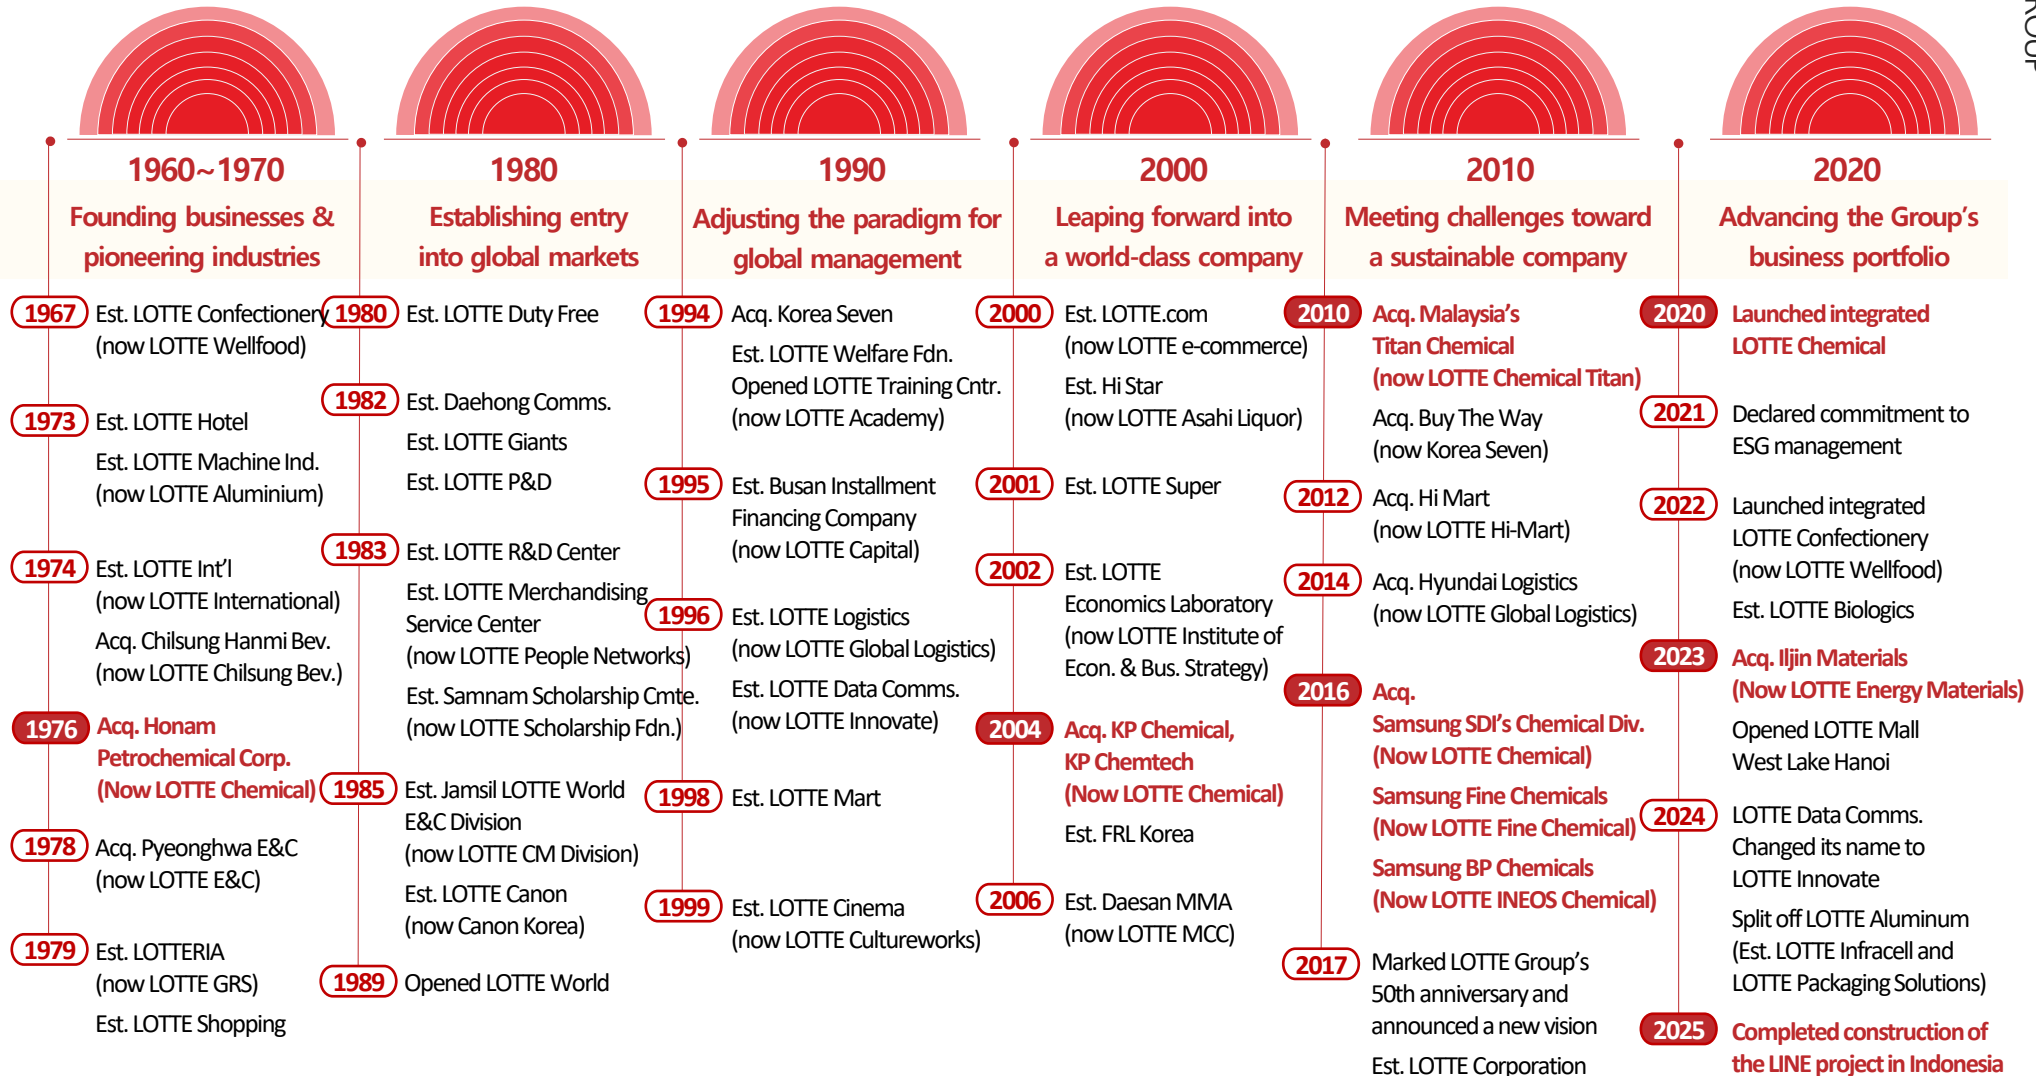 1960~1970
Founding businesses &
pioneering industries
1967 Est. LOTTE Confectionery
(now LOTTE Wellfood)
1973 Est. LOTTE Hotel
Est. LOTTE Machine Ind.
(now LOTTE Aluminium)
1974 Est. LOTTE Int'l
(now LOTTE International)
Acq. Chilsung Hanmi Bev.
(now LOTTE Chilsung Bev.)
1976 Acq. Honam
Petrochemical Corp.
(Now LOTTE Chemical)
1978 Acq. Pyeonghwa E&C
(now LOTTE E&C)
1979 Est. LOTTERIA
(now LOTTE GRS)
Est. LOTTE Shopping
1980
Establishing entry
into global markets
1980 Est. LOTTE Duty Free
1982 Est. Daehong Comms.
Est. LOTTE Giants
Est. LOTTE P&D
1983 Est. LOTTE R&D Center
Est. LOTTE Merchandising
Service Center
(now LOTTE People Networks)
Est. Samnam Scholarship Cmte.
(now LOTTE Scholarship Fdn.)
1985 Est. Jamsil LOTTE World
E&C Division
(now LOTTE CM Division)
Est. LOTTE Canon
(now Canon Korea)
1989 Opened LOTTE World
1990
Adjusting the paradigm for
global management
1994 Acq. Korea Seven
Est. LOTTE Welfare Fdn.
Opened LOTTE Training Cntr.
(now LOTTE Academy)
1995 Est. Busan Installment
Financing Company
(now LOTTE Capital)
1996 Est. LOTTE Logistics
(now LOTTE Global Logistics)
Est. LOTTE Data Comms.
(now LOTTE Innovate)
1998 Est. LOTTE Mart
1999 Est. LOTTE Cinema
(now LOTTE Cultureworks)
2000
Leaping forward into
a world-class company
2000 Est. LOTTE.com
(now LOTTE e-commerce)
Est. Hi Star
(now LOTTE Asahi Liquor)
2001 Est. LOTTE Super
2002 Est. LOTTE
Economics Laboratory
(now LOTTE Institute of
Econ. & Bus. Strategy)
2004 Acq. KP Chemical,
KP Chemtech
(Now LOTTE Chemical)
Est. FRL Korea
2006 Est. Daesan MMA
(now LOTTE MCC)
2010
Meeting challenges toward
a sustainable company
2010 Acq. Malaysia's
Titan Chemical
(now LOTTE Chemical Titan)
Acq. Buy The Way
(now Korea Seven)
2012 Acq. Hi Mart
(now LOTTE Hi-Mart)
2014 Acq. Hyundai Logistics
(now LOTTE Global Logistics)
2016 Acq.
Samsung SDI's Chemical Div.
(Now LOTTE Chemical)
Samsung Fine Chemicals
(Now LOTTE Fine Chemical)
Samsung BP Chemicals
(Now LOTTE INEOS Chemical)
2017 Marked LOTTE Group's
50th anniversary and
announced a new vision
Est. LOTTE Corporation
2020
Advancing the Group's
business portfolio
2020 Launched integrated
LOTTE Chemical
2021 Declared commitment to
ESG management
2022 Launched integrated
LOTTE Confectionery
(now LOTTE Wellfood)
Est. LOTTE Biologics
2023 Acq. Iljin Materials
(Now LOTTE Energy Materials)
Opened LOTTE Mall
West Lake Hanoi
2024 LOTTE Data Comms.
Changed its name to
LOTTE Innovate
Split off LOTTE Aluminum
(Est. LOTTE Infracell and
LOTTE Packaging Solutions)
2025 Completed construction of
the LINE project in Indonesia